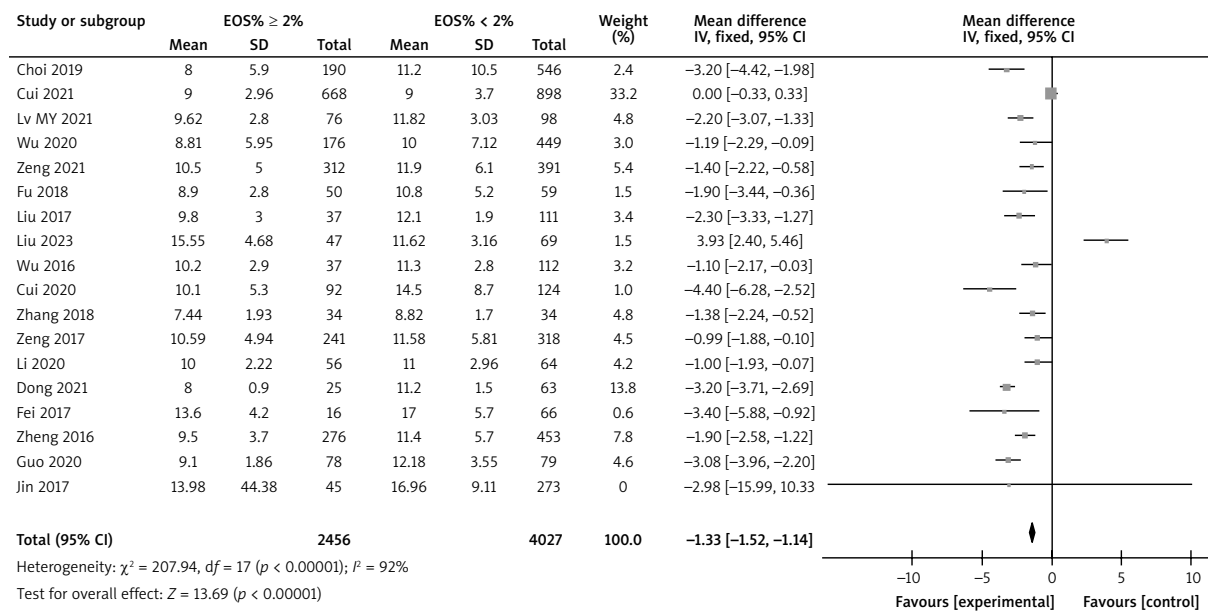 Study or subgroup EOS% ≥ 2% EOS% < 2% Weight (%) Mean difference IV, fixed, 95% CI Mean difference IV, fixed, 95% CI
Mean SD Total Mean SD Total
Choi 2019 8 5.9 190 11.2 10.5 546 2.4 –3.20 [–4.42, –1.98]
Cui 2021 9 2.96 668 9 3.7 898 33.2 0.00 [–0.33, 0.33]
Lv MY 2021 9.62 2.8 76 11.82 3.03 98 4.8 –2.20 [–3.07, –1.33]
Wu 2020 8.81 5.95 176 10 7.12 449 3.0 –1.19 [–2.29, –0.09]
Zeng 2021 10.5 5 312 11.9 6.1 391 5.4 –1.40 [–2.22, –0.58]
Fu 2018 8.9 2.8 50 10.8 5.2 59 1.5 –1.90 [–3.44, –0.36]
Liu 2017 9.8 3 37 12.1 1.9 111 3.4 –2.30 [–3.33, –1.27]
Liu 2023 15.55 4.68 47 11.62 3.16 69 1.5 3.93 [2.40, 5.46]
Wu 2016 10.2 2.9 37 11.3 2.8 112 3.2 –1.10 [–2.17, –0.03]
Cui 2020 10.1 5.3 92 14.5 8.7 124 1.0 –4.40 [–6.28, –2.52]
Zhang 2018 7.44 1.93 34 8.82 1.7 34 4.8 –1.38 [–2.24, –0.52]
Zeng 2017 10.59 4.94 241 11.58 5.81 318 4.5 –0.99 [–1.88, –0.10]
Li 2020 10 2.22 56 11 2.96 64 4.2 –1.00 [–1.93, –0.07]
Dong 2021 8 0.9 25 11.2 1.5 63 13.8 –3.20 [–3.71, –2.69]
Fei 2017 13.6 4.2 16 17 5.7 66 0.6 –3.40 [–5.88, –0.92]
Zheng 2016 9.5 3.7 276 11.4 5.7 453 7.8 –1.90 [–2.58, –1.22]
Guo 2020 9.1 1.86 78 12.18 3.55 79 4.6 –3.08 [–3.96, –2.20]
Jin 2017 13.98 44.38 45 16.96 9.11 273 0 –2.98 [–15.99, 10.33
Total (95% CI) 2456 4027 100.0 –1.33 [–1.52, –1.14]
Heterogeneity: χ² = 207.94, df = 17 (p < 0.00001); I² = 92%
Test for overall effect: Z = 13.69 (p < 0.00001)
–10 –5 0 5 10
Favours [experimental] Favours [control]